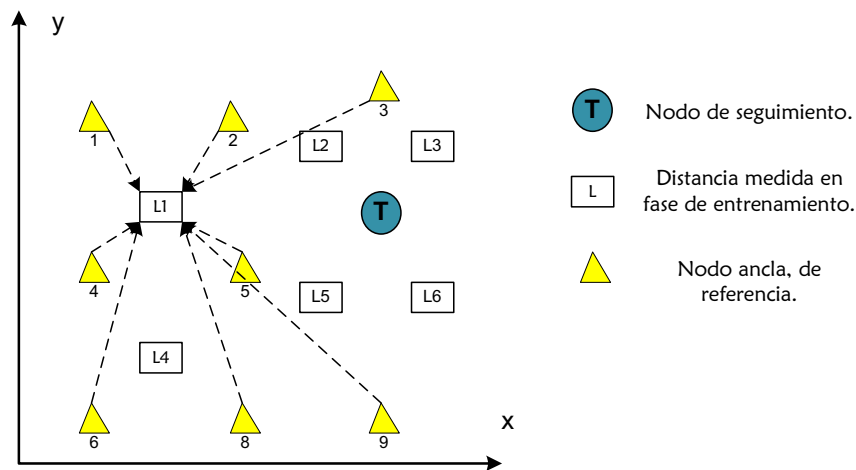 y
3
1
2
L2
L3
T
Nodo de seguimiento.
L1
T
L
Distancia medida en
fase de entrenamiento.
4
5
L5
L6
Nodo ancla, de
referencia.
L4
6
8
9
x